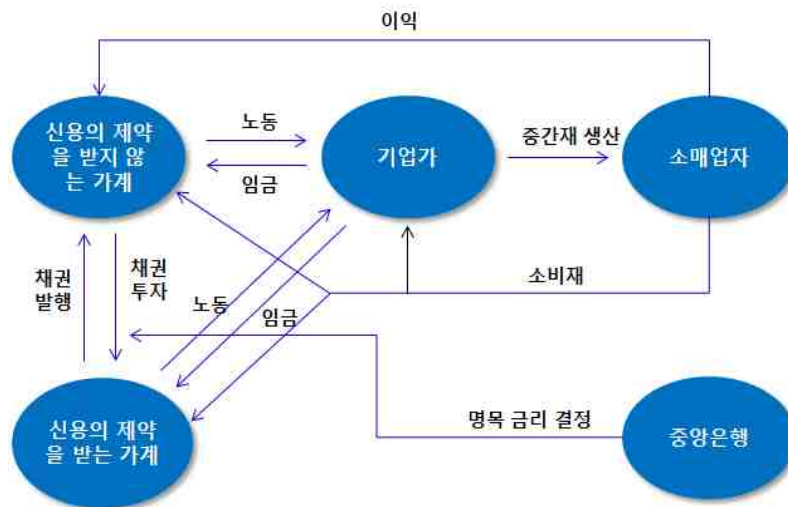 이익
신용의 제약
을 받지 않
는 가계
노동
임금
기업가
중간재 생산
소매업자
채권
발행
채권
투자
노동
임금
소비재
신용의 제약
을 받는 가계
명목 금리 결정
중앙은행